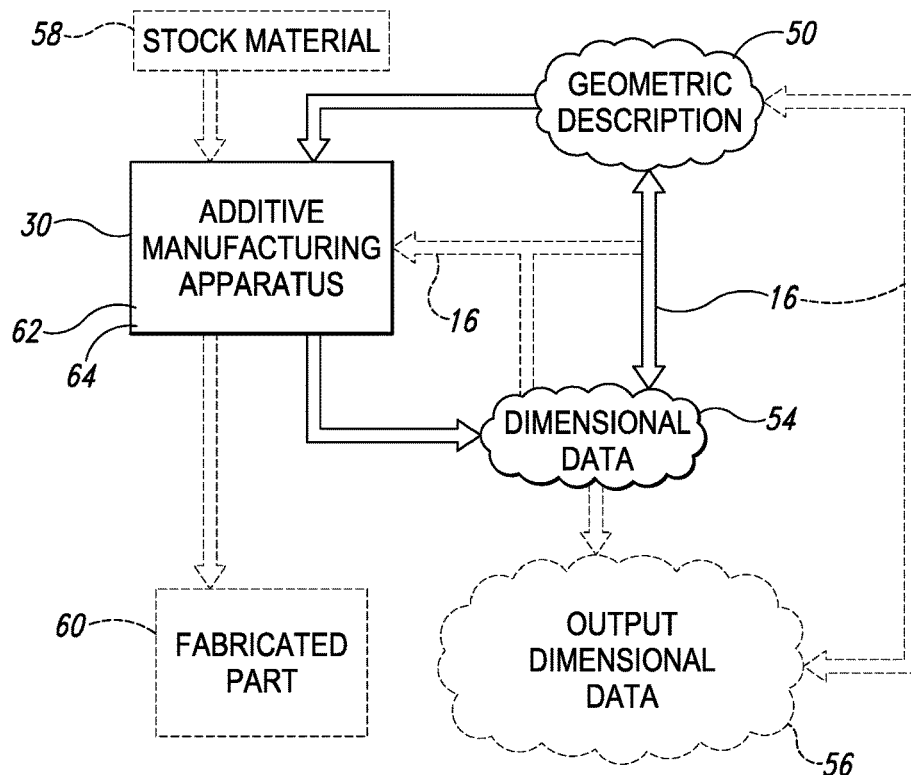 58
STOCK MATERIAL
50
GEOMETRIC
DESCRIPTION
30
ADDITIVE
MANUFACTURING
APPARATUS
16
16
62
64
54
DIMENSIONAL
DATA
60
FABRICATED
PART
OUTPUT
DIMENSIONAL
DATA
56